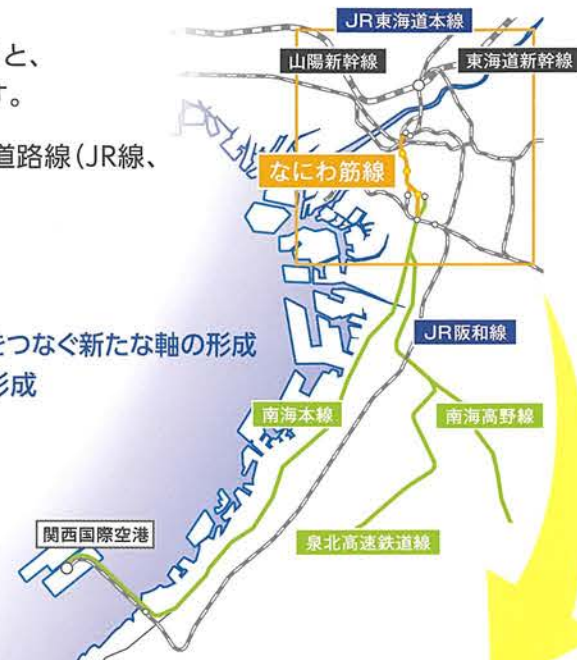 と、
す。
道路線(JR線、
をつなぐ新たな軸の形成
形成
JR東海道本線
山陽新幹線
東海道新幹線
なにわ筋線
JR阪和線
南海本線
南海高野線
関西国際空港
泉北高速鉄道線